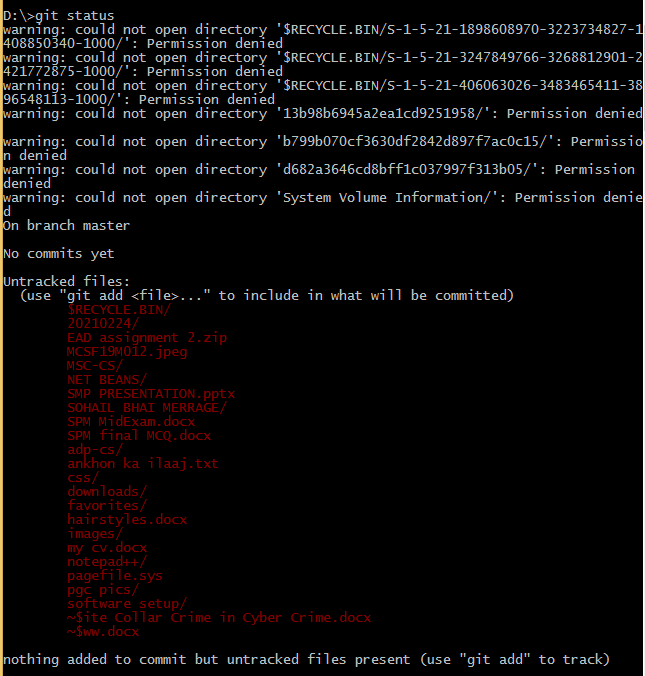 D:\>git status
warning: could not open directory '$RECYCLE.BIN/S-1-5-21-1898608970-3223734827-1
408850340-1000/': Permission denied
warning: could not open directory '$RECYCLE.BIN/S-1-5-21-3247849766-3268812901-2
421772875-1000/': Permission denied
warning: could not open directory '$RECYCLE.BIN/S-1-5-21-406063026-3483465411-38
96548113-1000/': Permission denied
warning: could not open directory '13b98b6945a2ea1cd9251958/': Permission denied
warning: could not open directory 'b799b070cf3630df2842d897f7ac0c15/': Permissio
n denied
warning: could not open directory 'd682a3646cd8bff1c037997f313b05/': Permission
denied
warning: could not open directory 'System Volume Information/': Permission denie
d
On branch master
No commits yet
Untracked files:
(use "git add <file>..." to include in what will be committed)
$RECYCLE.BIN/
20210224/
EAD assignment 2.zip
MCSF19M012.jpeg
MSC-CS/
NET BEANS/
SMP PRESENTATION.pptx
SOHAIL BHAI MERRAGE/
SPM MidExam.docx
SPM final MCQ.docx
adp-cs/
ankhon ka ilaaj.txt
css/
downloads/
favorites/
hairstyles.docx
images/
my cv.docx
notepad++/
pagefile.sys
pgc pics/
software setup/
~$ite Collar Crime in Cyber Crime.docx
~$ww.docx
nothing added to commit but untracked files present (use "git add" to track)